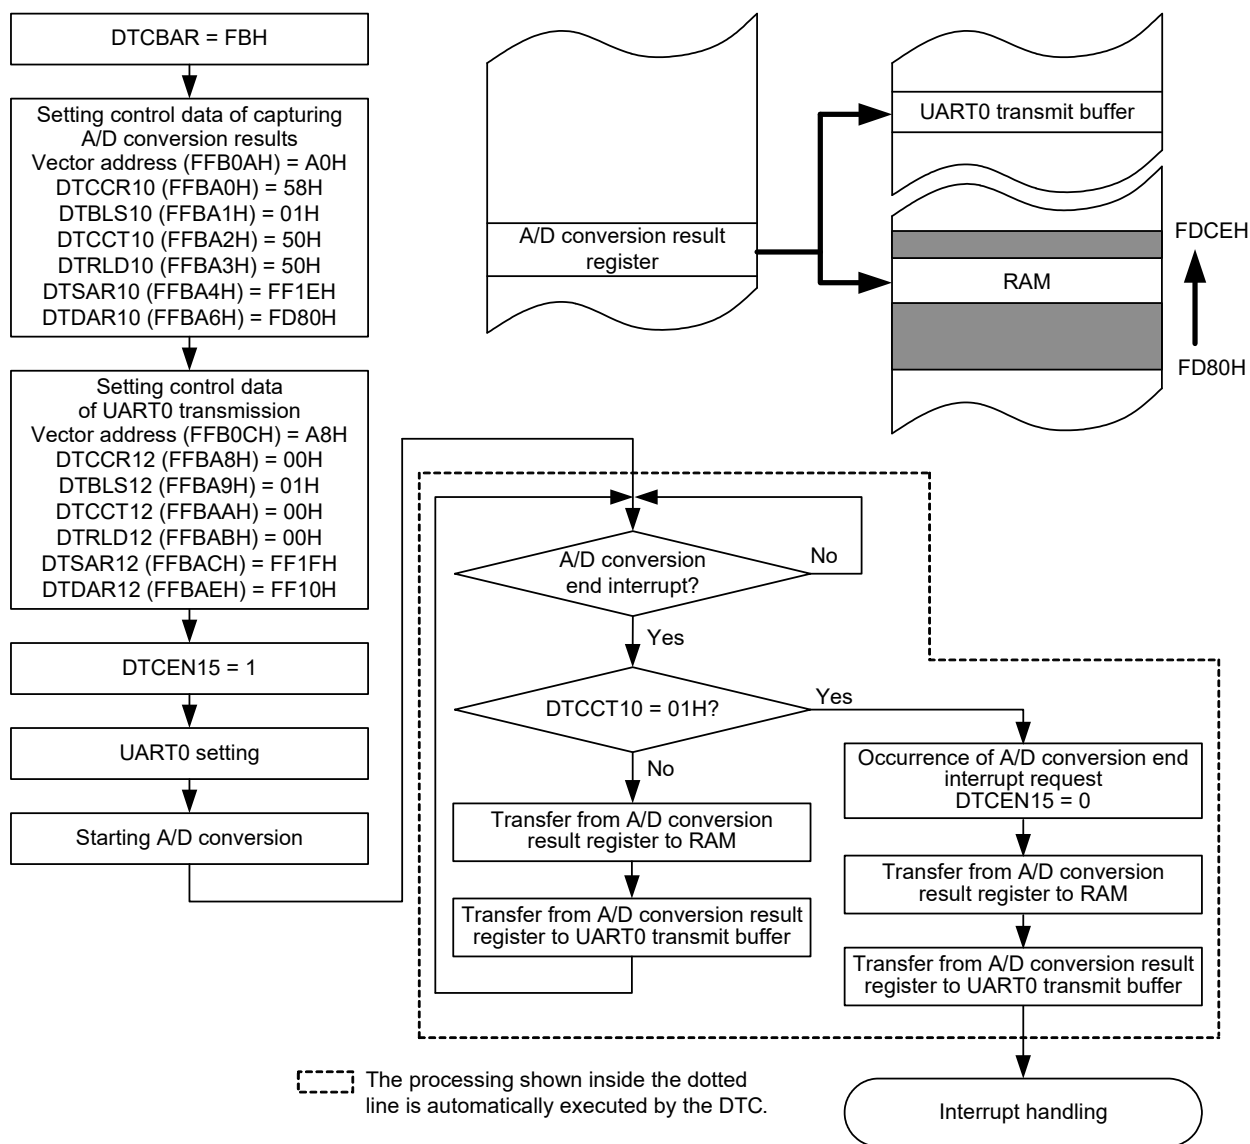 DTCBAR = FBH
Setting control data of capturing
A/D conversion results
Vector address (FFB0AH) = A0H
DTCCR10 (FFBA0H) = 58H
DTBLS10 (FFBA1H) = 01H
DTCCT10 (FFBA2H) = 50H
DTRLD10 (FFBA3H) = 50H
DTSAR10 (FFBA4H) = FF1EH
DTDAR10 (FFBA6H) = FD80H
Setting control data
of UART0 transmission
Vector address (FFB0CH) = A8H
DTCCR12 (FFBA8H) = 00H
DTBLS12 (FFBA9H) = 01H
DTCCT12 (FFBAAH) = 00H
DTRLD12 (FFBABH) = 00H
DTSAR12 (FFBACH) = FF1FH
DTDAR12 (FFBAEH) = FF10H
DTCEN15 = 1
UART0 setting
Starting A/D conversion
A/D conversion result
register
UART0 transmit buffer
FDCEH
RAM
FD80H
A/D conversion
end interrupt?
No
Yes
DTCCT10 = 01H?
Yes
No
Transfer from A/D conversion
result register to RAM
Transfer from A/D conversion result
register to UART0 transmit buffer
Occurrence of A/D conversion end
interrupt request
DTCEN15 = 0
Transfer from A/D conversion
result register to RAM
Transfer from A/D conversion result
register to UART0 transmit buffer
Interrupt handling
The processing shown inside the dotted
line is automatically executed by the DTC.